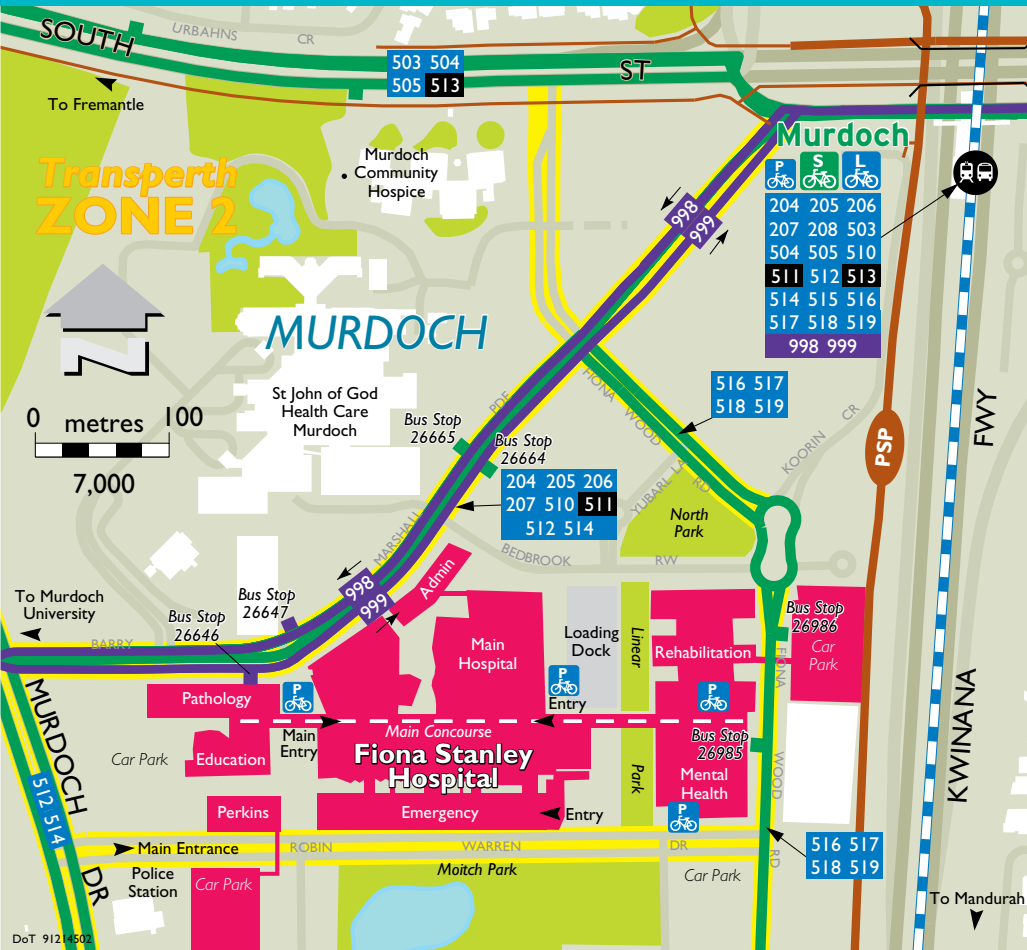 SOUTH
URBAHNS
CR
503 504
505 513
ST
To Fremantle
Murdoch
Community
Hospice
Transperth
ZONE 2
Murdoch
P
S
L
204 205 206
207 208 503
504 505 510
511 512 513
514 515 516
517 518 519
998 999
998
999
N
MURDOCH
0 metres 100
7,000
St John of God
Health Care
Murdoch
PDE
FIONA WOOD RD
516 517
518 519
KOORIN CR
FWY
PSP
Bus Stop
26665
Bus Stop
26664
204 205 206
207 510 511
512 514
YUBARL LA
North
Park
MARSHALL
BEDBROOK
RW
Admin
998
999
To Murdoch
University
Bus Stop
26647
Bus Stop
26646
BARRY
Bus Stop
26986
Car
Park
FIONA
Main
Hospital
Loading
Dock
Linear
Rehabilitation
Pathology
P
P
Entry
P
Main
Entry
Main Concourse
Fiona Stanley
Hospital
Bus Stop
26985
Car Park
Education
Park
Mental
Health
WOOD
MURDOCH
KWINANA
512 514
Perkins
Emergency
Entry
P
Main Entrance
ROBIN
WARREN
DR
RD
516 517
518 519
Police
Station
Car Park
Moitch Park
Car Park
DR
To Mandurah
DoT 91214502